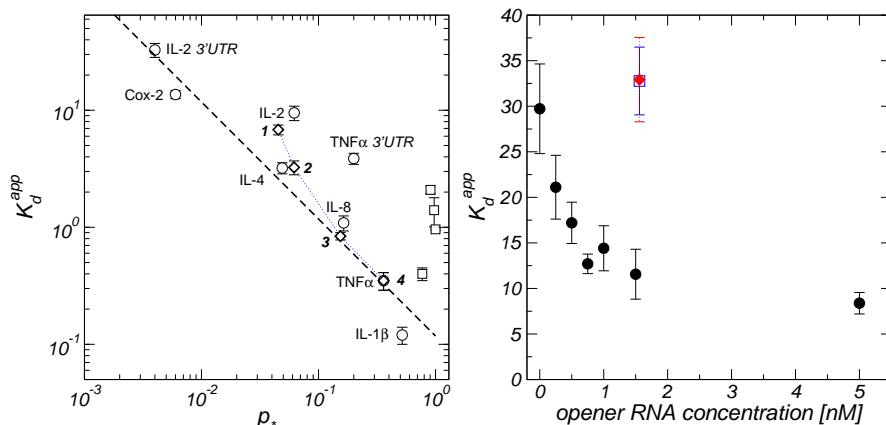 IL-2 3'UTR
Cox-2
IL-2
TNFα 3'UTR
1
2
IL-4
IL-8
3
TNFα
4
IL-1β
10^1
10^0
10^-1
K_d^app
10^-3 10^-2 10^-1 10^0
p_*
40
35
30
25
20
15
10
5
0
K_d^app
0 1 2 3 4 5
opener RNA concentration [nM]